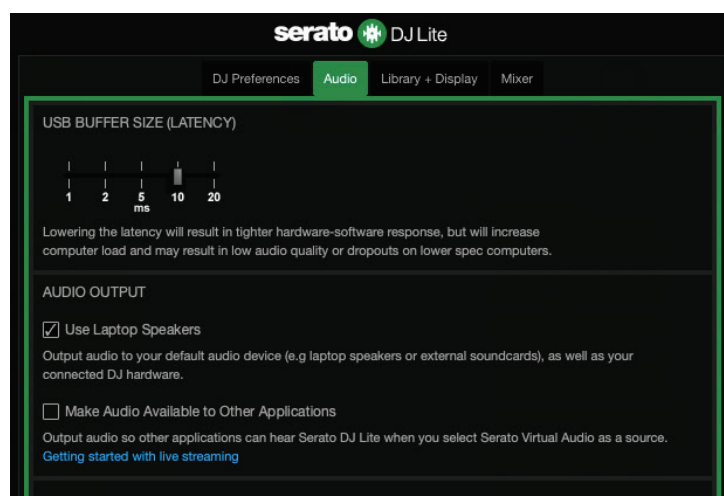 serato DJ Lite
DJ Preferences Audio Library + Display Mixer
USB BUFFER SIZE (LATENCY)
1 2 5 10 20
ms
Lowering the latency will result in tighter hardware-software response, but will increase
computer load and may result in low audio quality or dropouts on lower spec computers.
AUDIO OUTPUT
Use Laptop Speakers
Output audio to your default audio device (e.g laptop speakers or external soundcards), as well as your
connected DJ hardware.
Make Audio Available to Other Applications
Output audio so other applications can hear Serato DJ Lite when you select Serato Virtual Audio as a source.
Getting started with live streaming